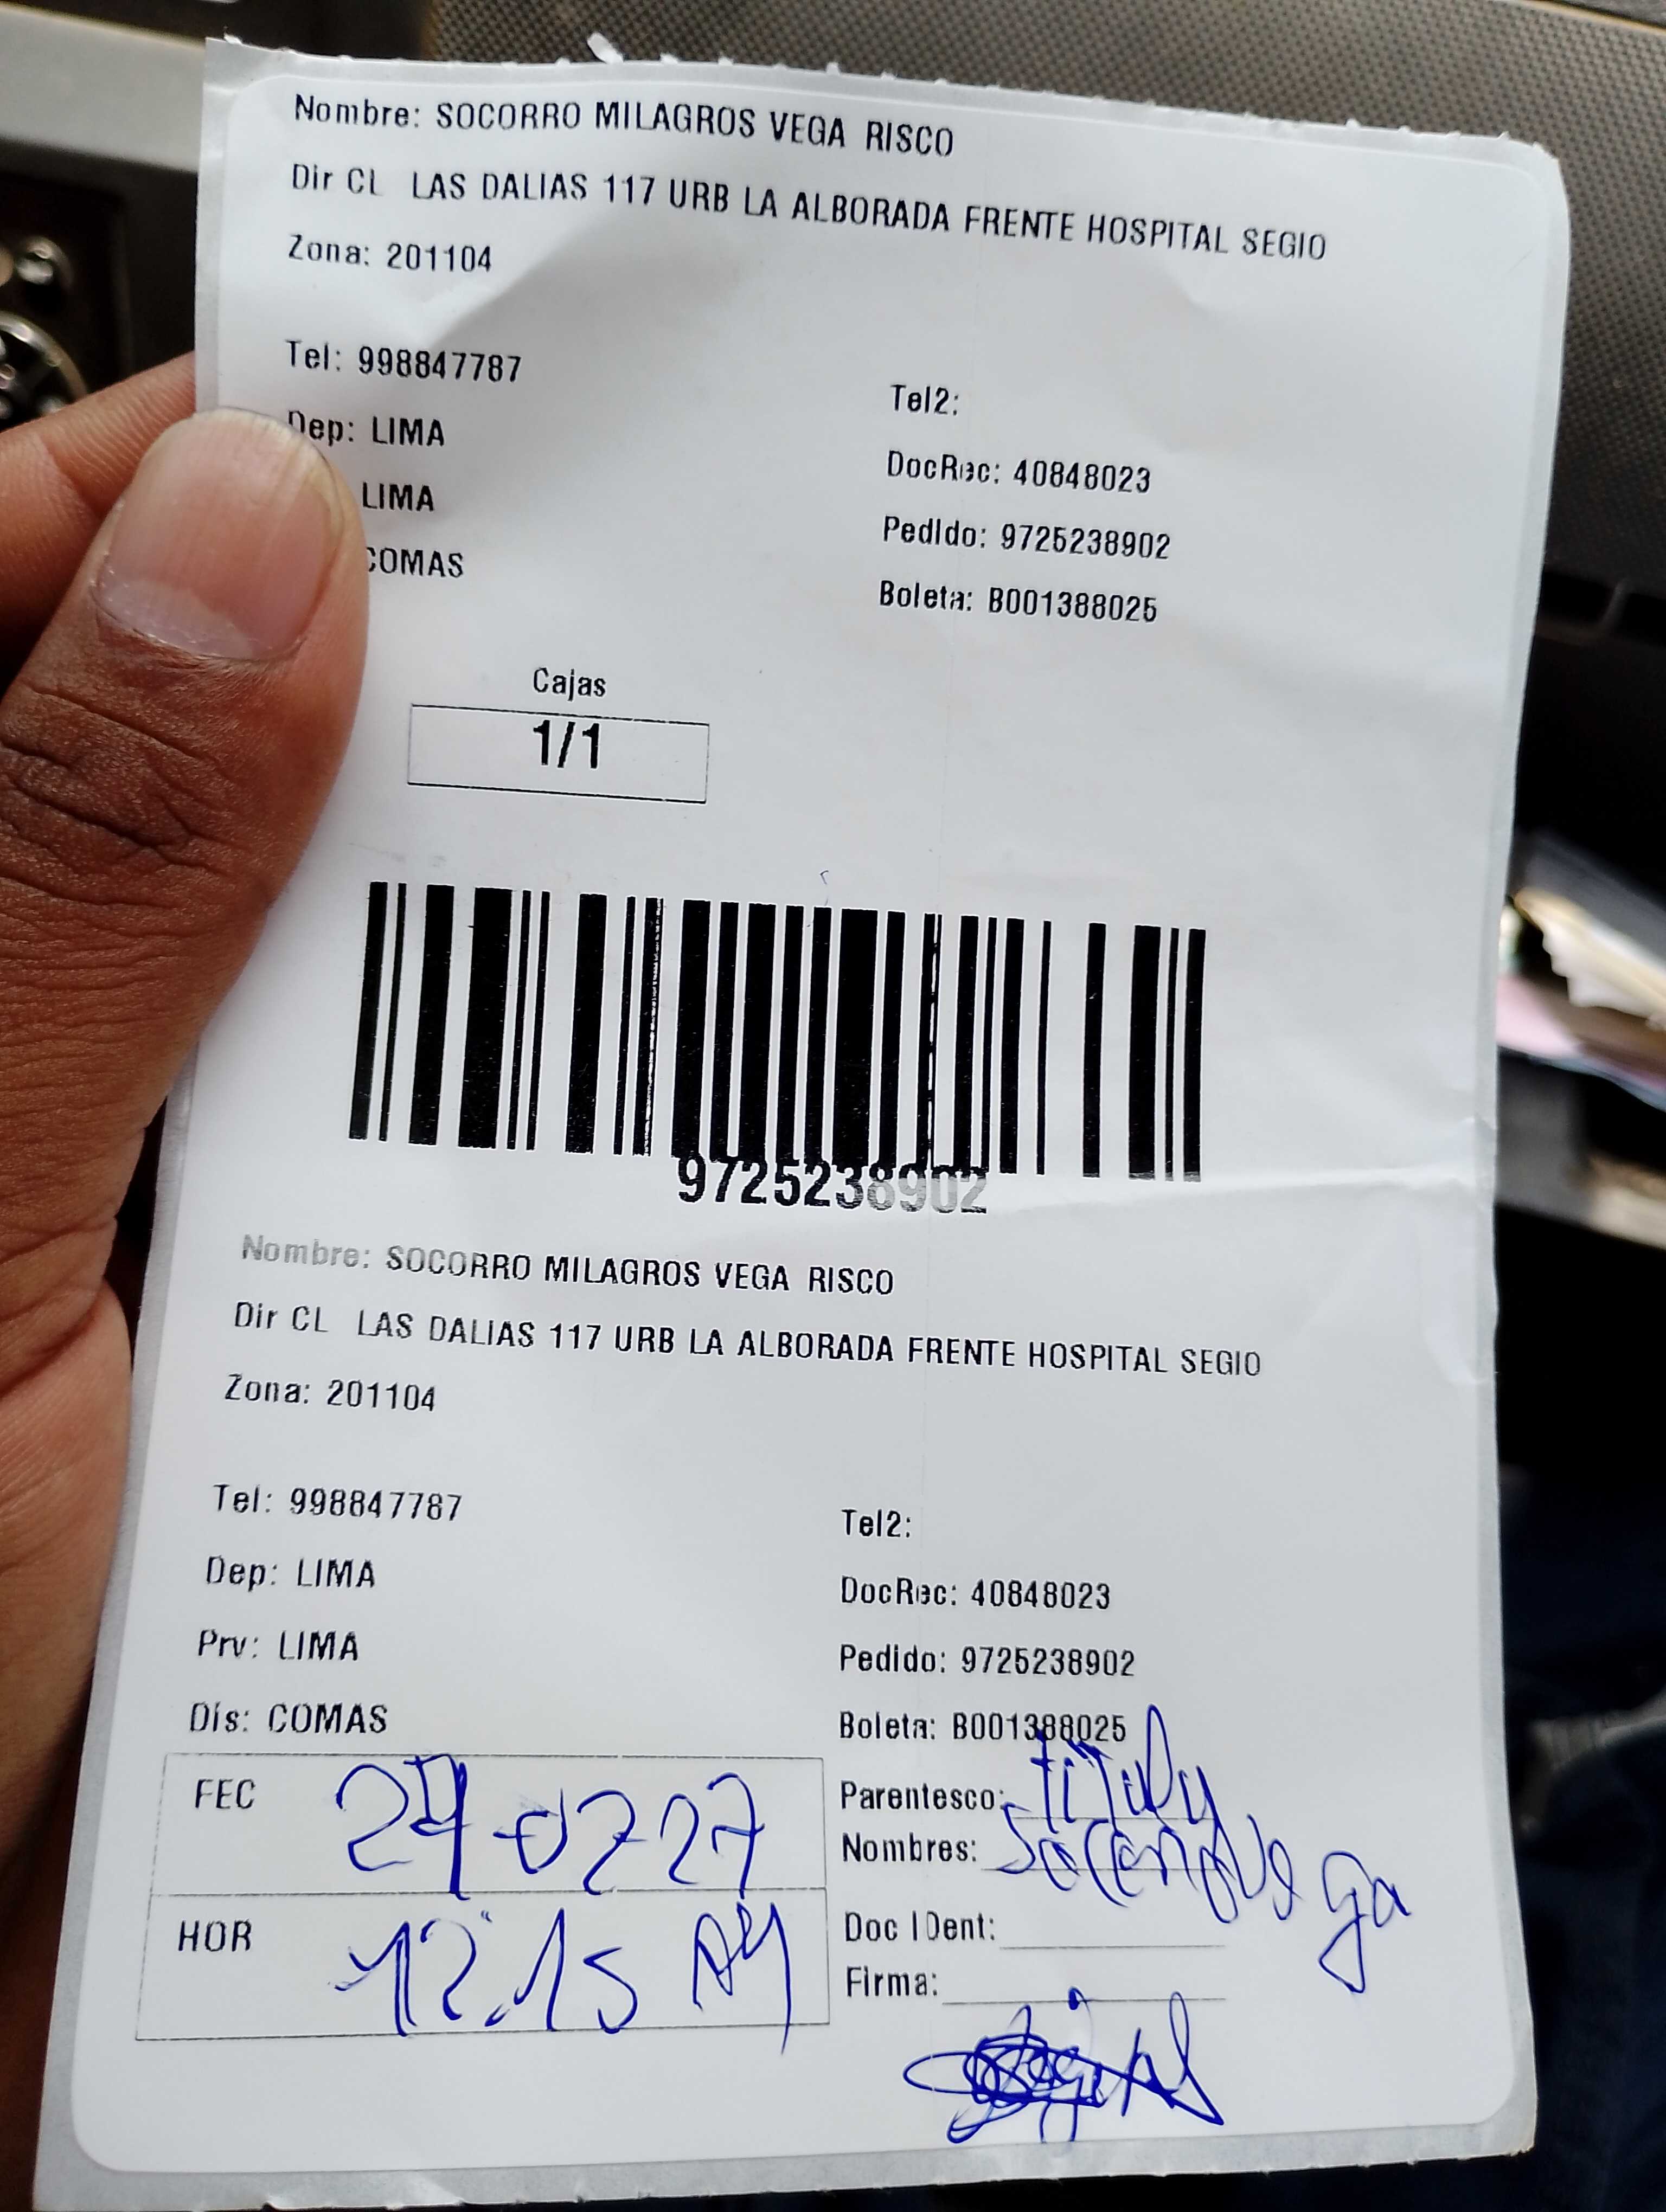 Nombre: SOCORRO MILAGROS VEGA RISCO
Dir CL LAS DALIAS 117 URB LA ALBORADA FRENTE HOSPITAL SEGIO
Zona: 201104
Tel: 998847787
Tel2:
Dep: LIMA
DocRec: 40848023
LIMA
PedIdo: 9725238902
COMAS
Boleta: B001388025
Cajas
1/1
9725238902
Nombre: SOCORRO MILAGROS VEGA RISCO
Dir CL LAS DALIAS 117 URB LA ALBORADA FRENTE HOSPITAL SEGIO
Zona: 201104
Tel: 998847787
Tel2:
Dep: LIMA
DocRec: 40848023
Prv: LIMA
Pedido: 9725238902
Dis: COMAS
Boleta: B001388025
FEC
Parentesco:
Nombres: Vega
HOR 12:15
Doc IDent:
Firma: